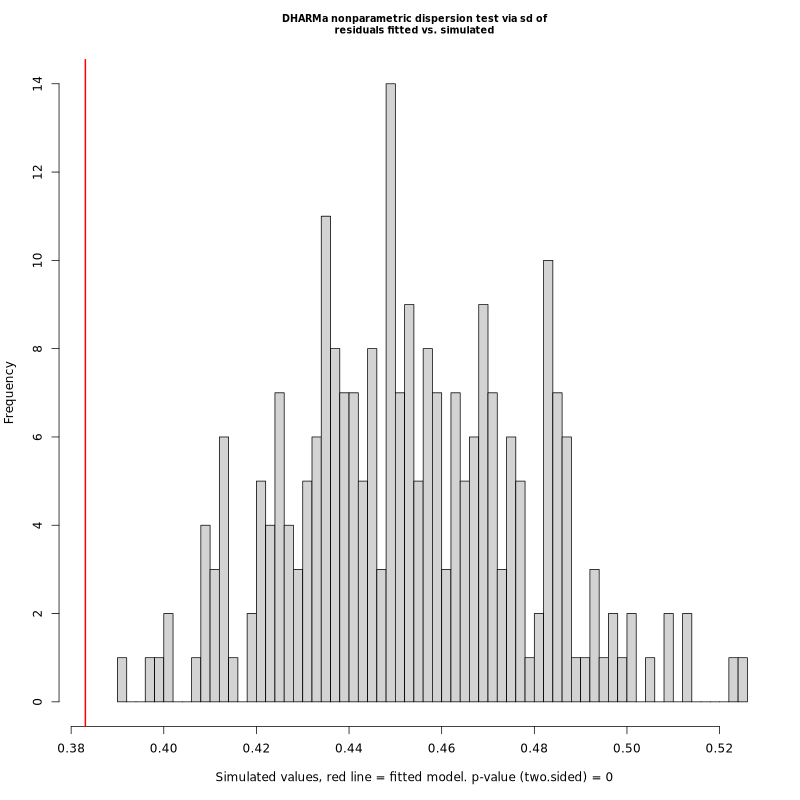 DHARMa nonparametric dispersion test via sd of
residuals fitted vs. simulated
Frequency
14
12
10
8
6
4
2
0
0.38 0.40 0.42 0.44 0.46 0.48 0.50 0.52
Simulated values, red line = fitted model. p-value (two.sided) = 0